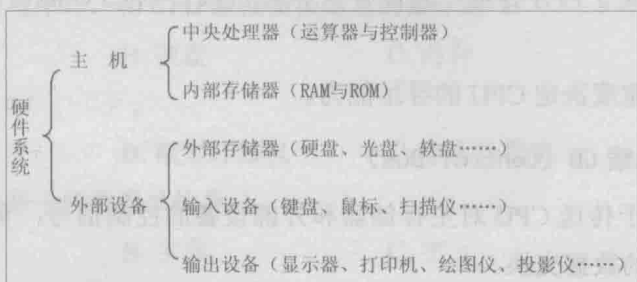 硬件系统
主 机
中央处理器（运算器与控制器）
内部存储器（RAM与ROM）
外部设备
外部存储器（硬盘、光盘、软盘……）
输入设备（键盘、鼠标、扫描仪……）
输出设备（显示器、打印机、绘图仪、投影仪……）